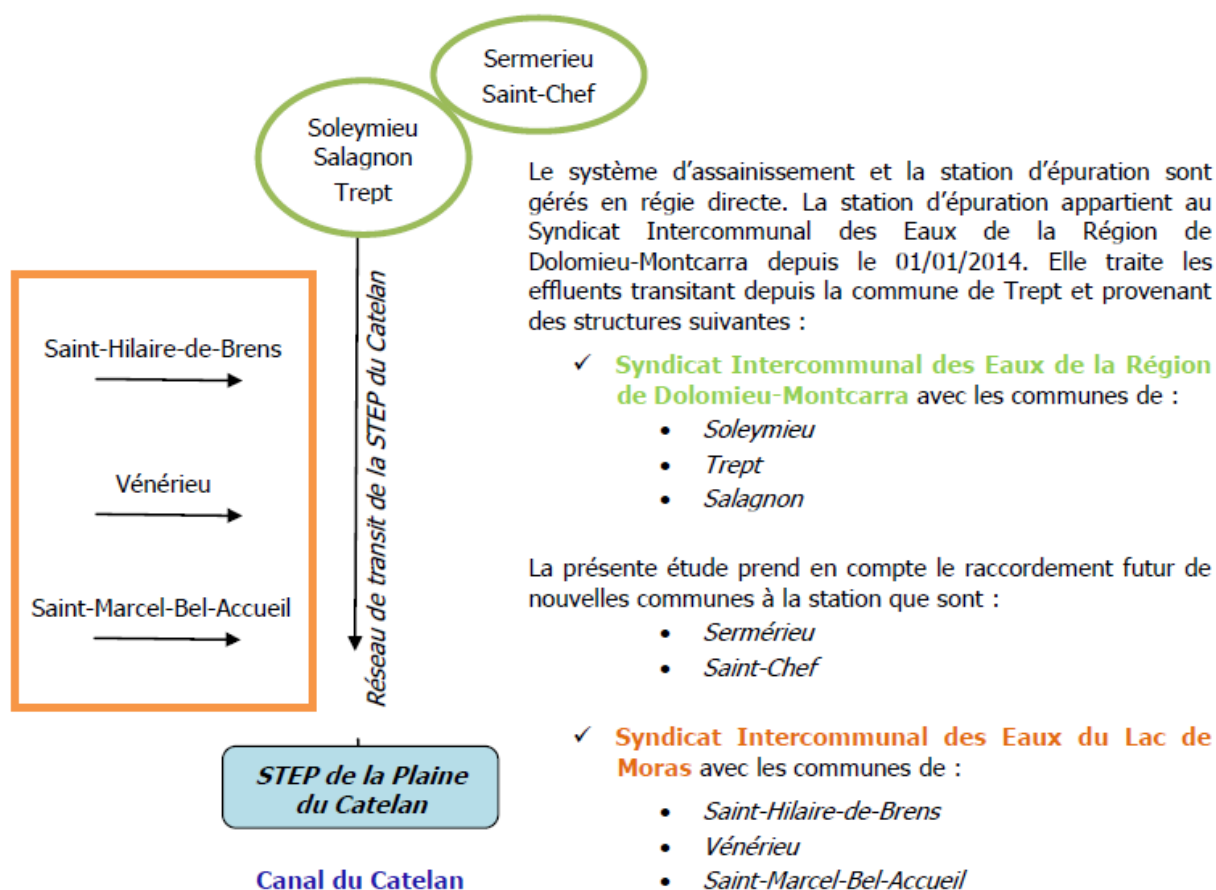 Sermerieu
Saint-Chef
Soleymieu
Salagnon
Trept
Réseau de transit de la STEP du Catelan
Saint-Hilaire-de-Brens
Vénérieu
Saint-Marcel-Bel-Accueil
STEP de la Plaine
du Catelan
Canal du Catelan
Le système d’assainissement et la station d’épuration sont
gérés en régie directe. La station d’épuration appartient au
Syndicat Intercommunal des Eaux de la Région de
Dolomieu-Montcarra depuis le 01/01/2014. Elle traite les
effluents transitant depuis la commune de Trept et provenant
des structures suivantes :
✓ Syndicat Intercommunal des Eaux de la Région
de Dolomieu-Montcarra avec les communes de :
• Soleymieu
• Trept
• Salagnon
La présente étude prend en compte le raccordement futur de
nouvelles communes à la station que sont :
• Sermérieu
• Saint-Chef
✓ Syndicat Intercommunal des Eaux du Lac de
Moras avec les communes de :
• Saint-Hilaire-de-Brens
• Vénérieu
• Saint-Marcel-Bel-Accueil